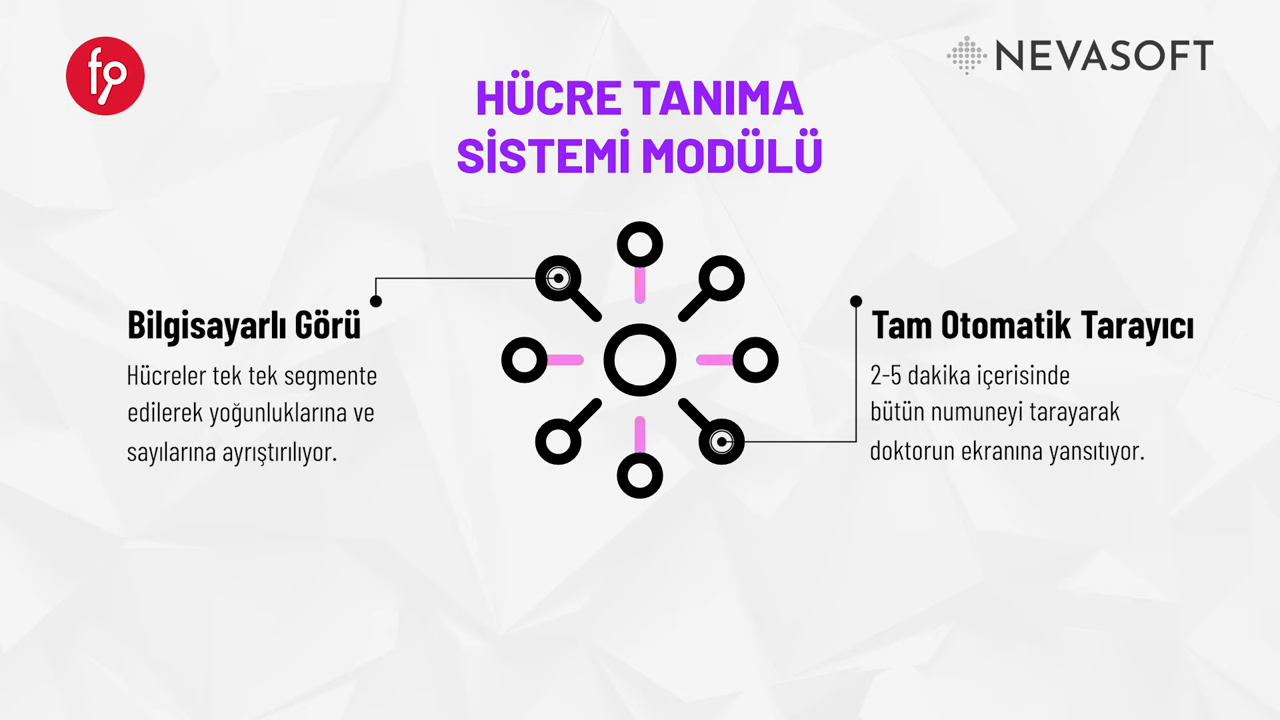 fo
NEVASOFT
HÜCRE TANIMA
SİSTEMİ MODÜLÜ
Bilgisayarlı Görü
Hücreler tek tek segmente
edilerek yoğunluklarına ve
sayılarına ayrıştırılıyor.
Tam Otomatik Tarayıcı
2-5 dakika içerisinde
bütün numuneyi tarayarak
doktorun ekranına yansıtıyor.